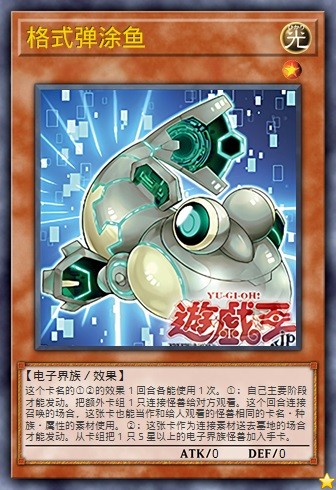 格式弹涂鱼
光
YU-GI-OH!
遊戯王
.jp
【电子界族／效果】
这个卡名的①②的效果1回合各能使用1次。①：自己主要阶段
才能发动。把额外卡组1只连接怪兽给对方观看。这个回合连接
召唤的场合，这张卡也能当作和给人观看的怪兽相同的卡名·种
族·属性的素材使用。②：这张卡作为连接素材送去墓地的场合
才能发动。从卡组把1只5星以上的电子界族怪兽加入手卡。
ATK/0 DEF/0